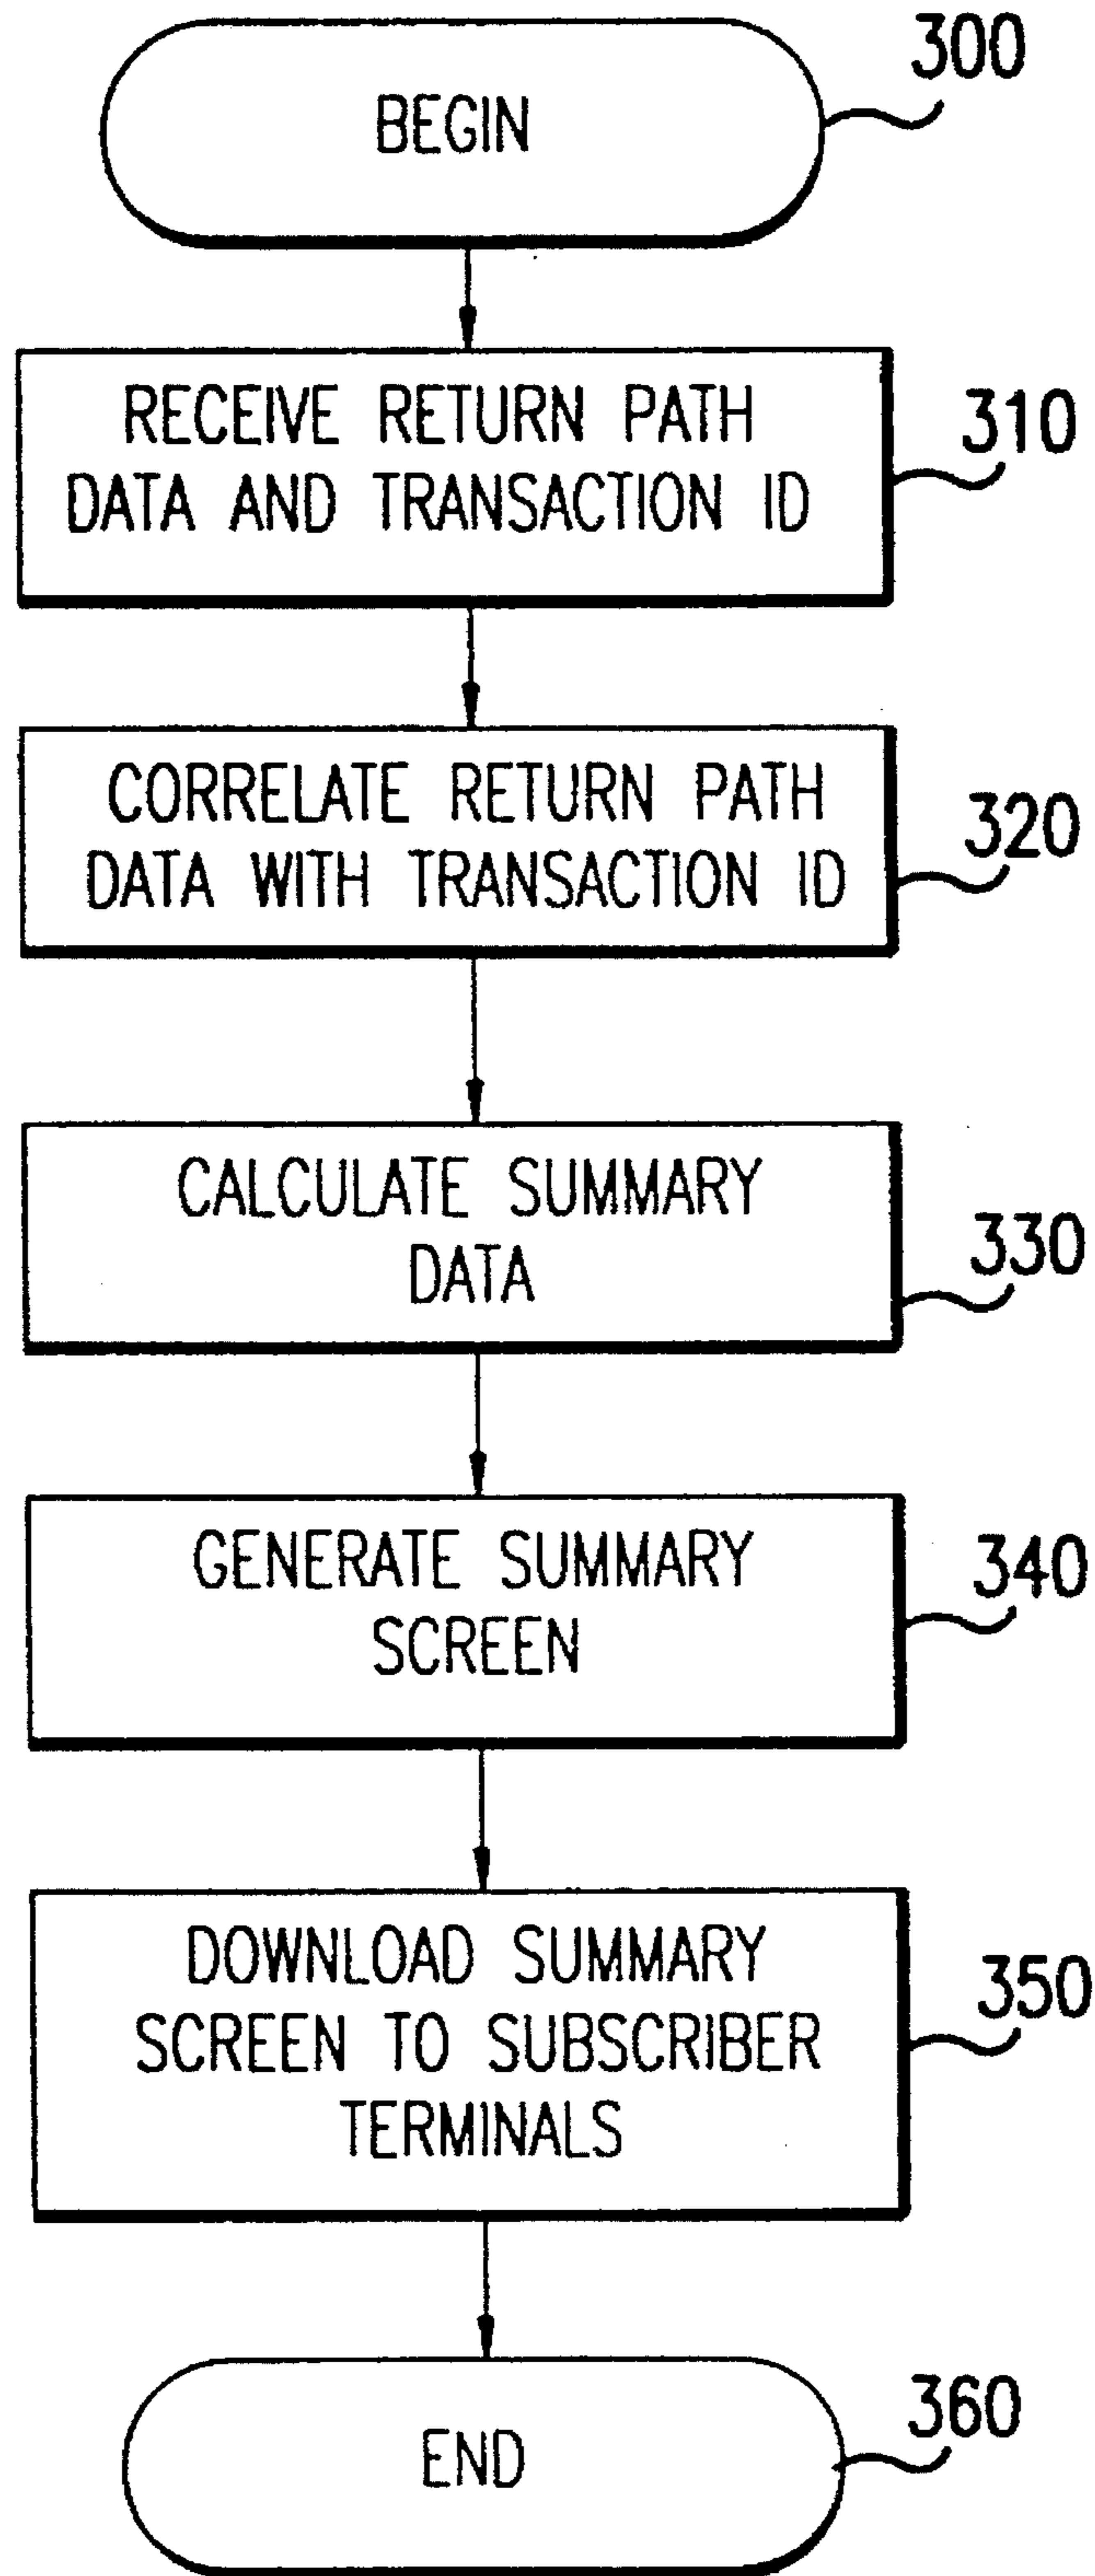 BEGIN
300
RECEIVE RETURN PATH
DATA AND TRANSACTION ID
310
CORRELATE RETURN PATH
DATA WITH TRANSACTION ID
320
CALCULATE SUMMARY
DATA
330
GENERATE SUMMARY
SCREEN
340
DOWNLOAD SUMMARY
SCREEN TO SUBSCRIBER
TERMINALS
350
END
360